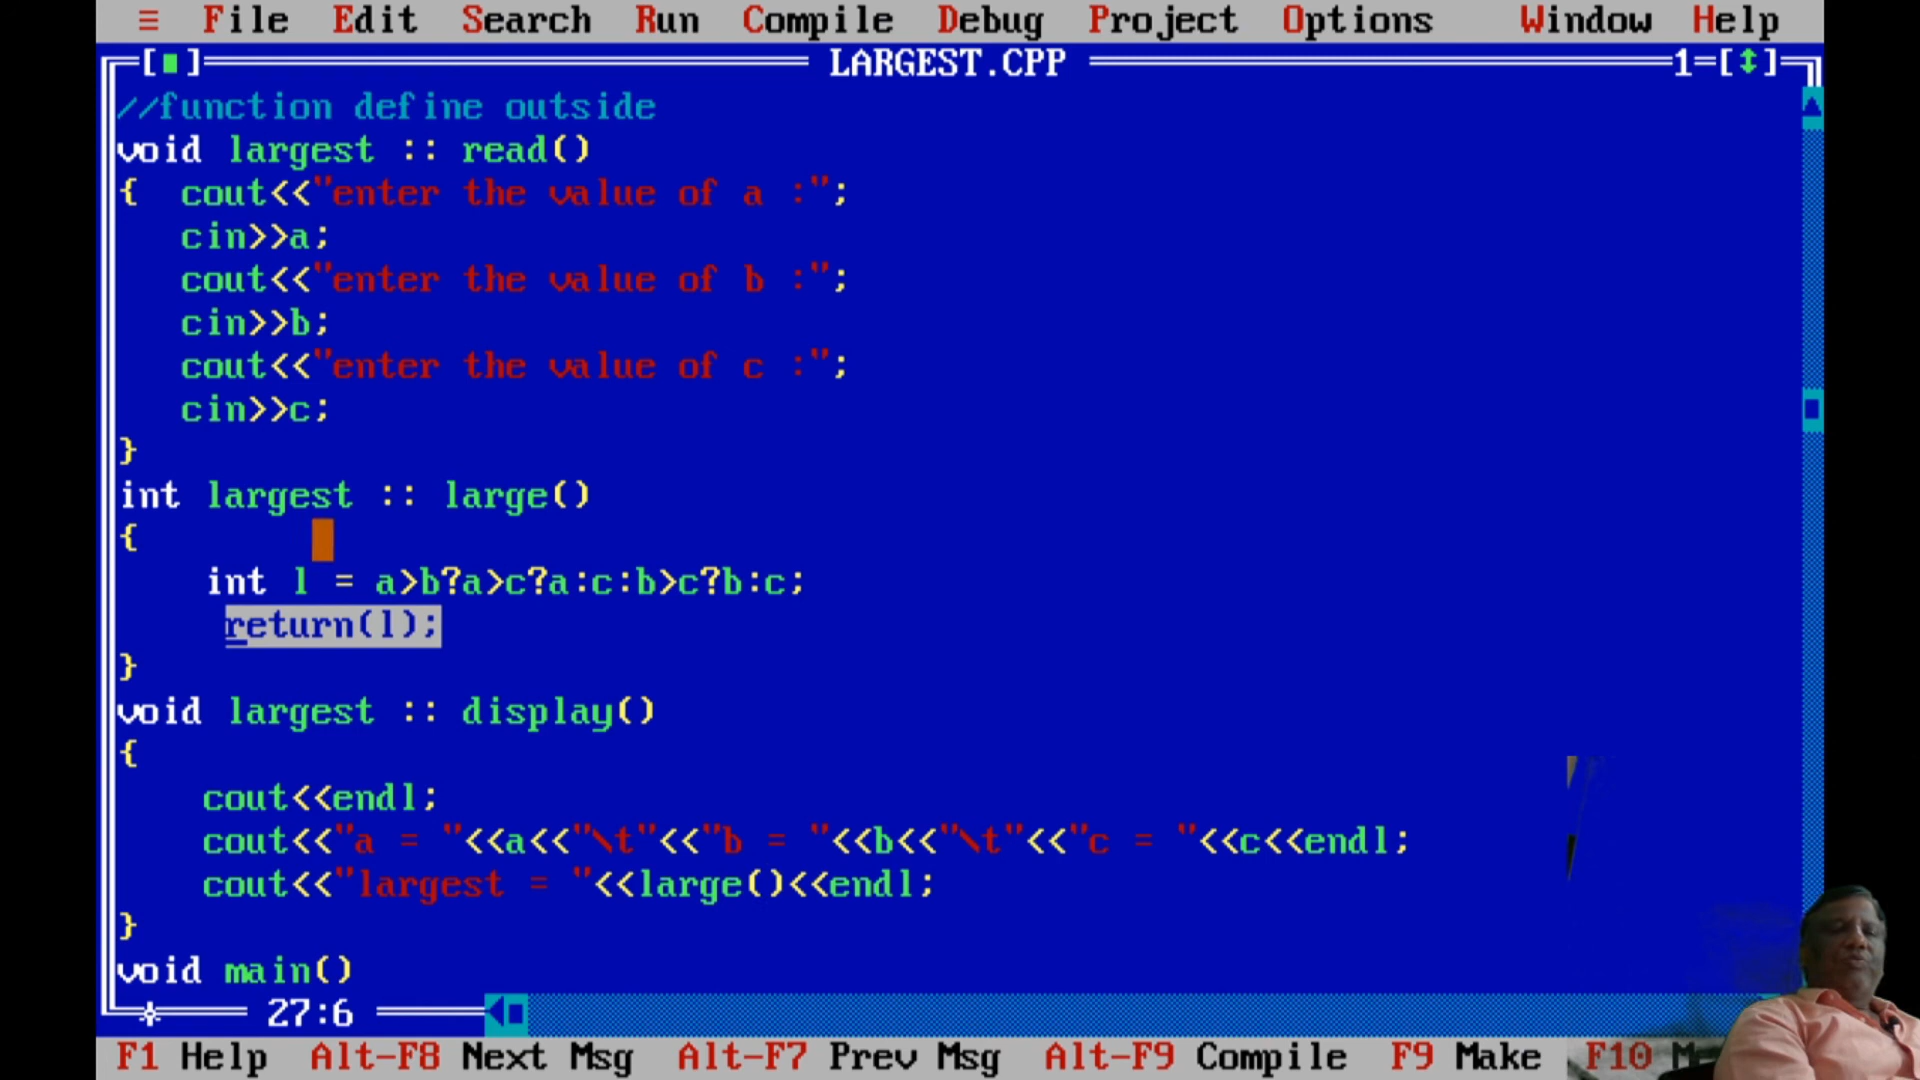 ≡ File Edit Search Run Compile Debug Project Options Window Help
[■] LARGEST.CPP 1=[↕]
//function define outside
void largest :: read()
{ cout<<"enter the value of a :";
cin>>a;
cout<<"enter the value of b :";
cin>>b;
cout<<"enter the value of c :";
cin>>c;
}
int largest :: large()
{
int l = a>b?a>c?a:c:b>c?b:c;
return(l);
}
void largest :: display()
{
cout<<endl;
cout<<"a = "<<a<<"\t"<<"b = "<<b<<"\t"<<"c = "<<c<<endl;
cout<<"largest = "<<large()<<endl;
}
void main()
27:6
F1 Help Alt-F8 Next Msg Alt-F7 Prev Msg Alt-F9 Compile F9 Make F10